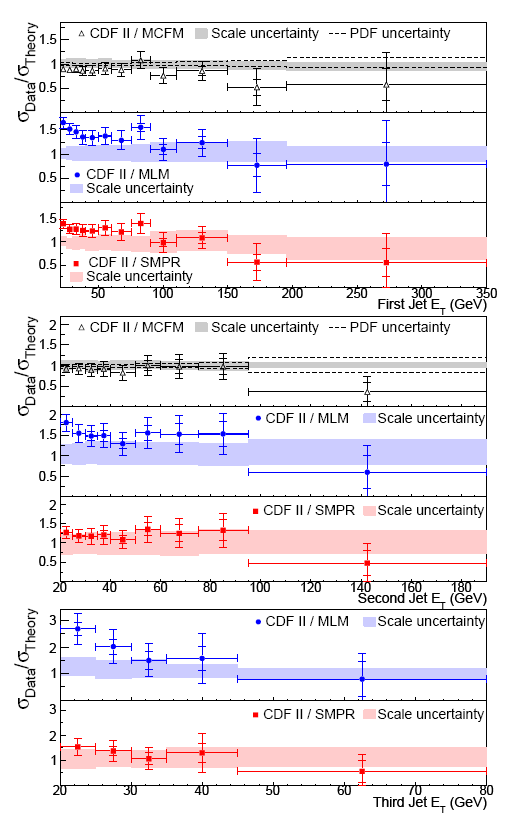 σData/σTheory
1.5
1
0.5
CDF II / MCFM Scale uncertainty PDF uncertainty
1.5
1
0.5
CDF II / MLM
Scale uncertainty
1.5
1
0.5
CDF II / SMPR
Scale uncertainty
50 100 150 200 250 300 350
First Jet ET (GeV)
σData/σTheory
2
1.5
1
0.5
CDF II / MCFM Scale uncertainty PDF uncertainty
2
1.5
1
0.5
CDF II / MLM Scale uncertainty
2
1.5
1
0.5
CDF II / SMPR Scale uncertainty
20 40 60 80 100 120 140 160 180
Second Jet ET (GeV)
σData/σTheory
3
2
1
CDF II / MLM Scale uncertainty
3
2
1
CDF II / SMPR Scale uncertainty
20 30 40 50 60 70 80
Third Jet ET (GeV)